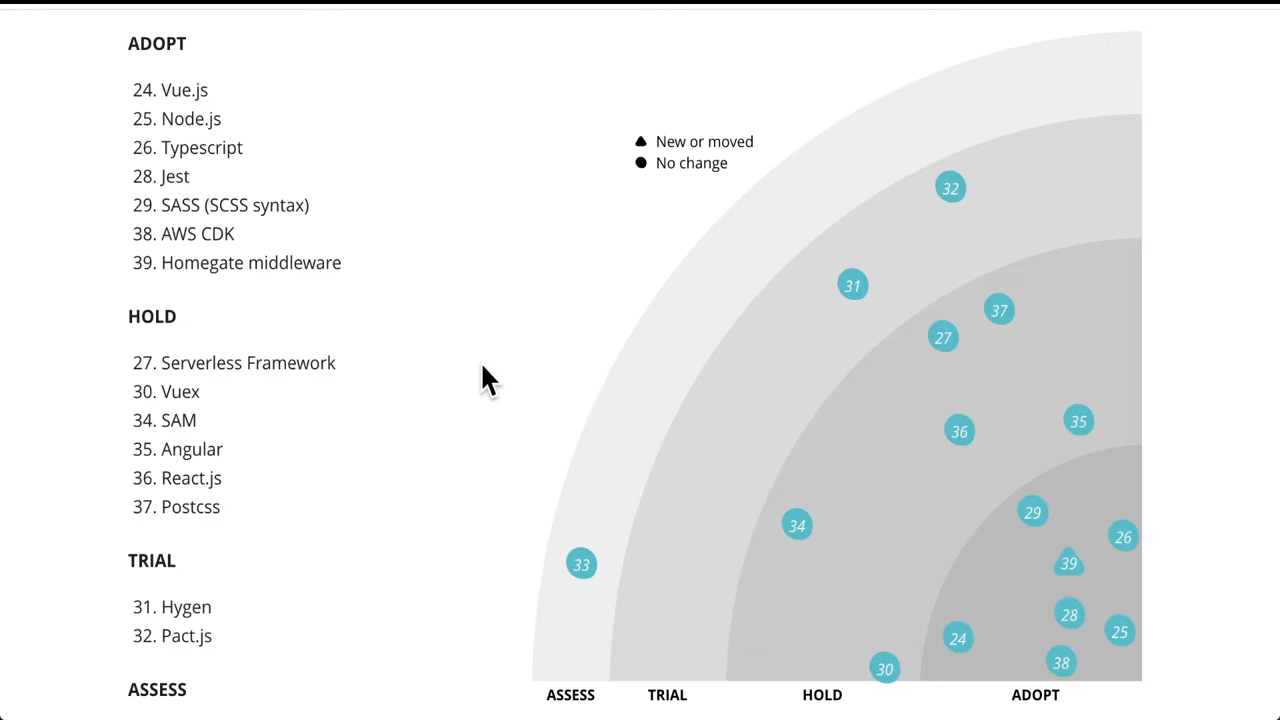 ADOPT
24. Vue.js
25. Node.js
26. Typescript
28. Jest
29. SASS (SCSS syntax)
38. AWS CDK
39. Homegate middleware
HOLD
27. Serverless Framework
30. Vuex
34. SAM
35. Angular
36. React.js
37. Postcss
TRIAL
31. Hygen
32. Pact.js
ASSESS
New or moved
No change
32
31
37
27
35
36
29
34
26
39
33
28
25
24
38
30
ASSESS TRIAL HOLD ADOPT